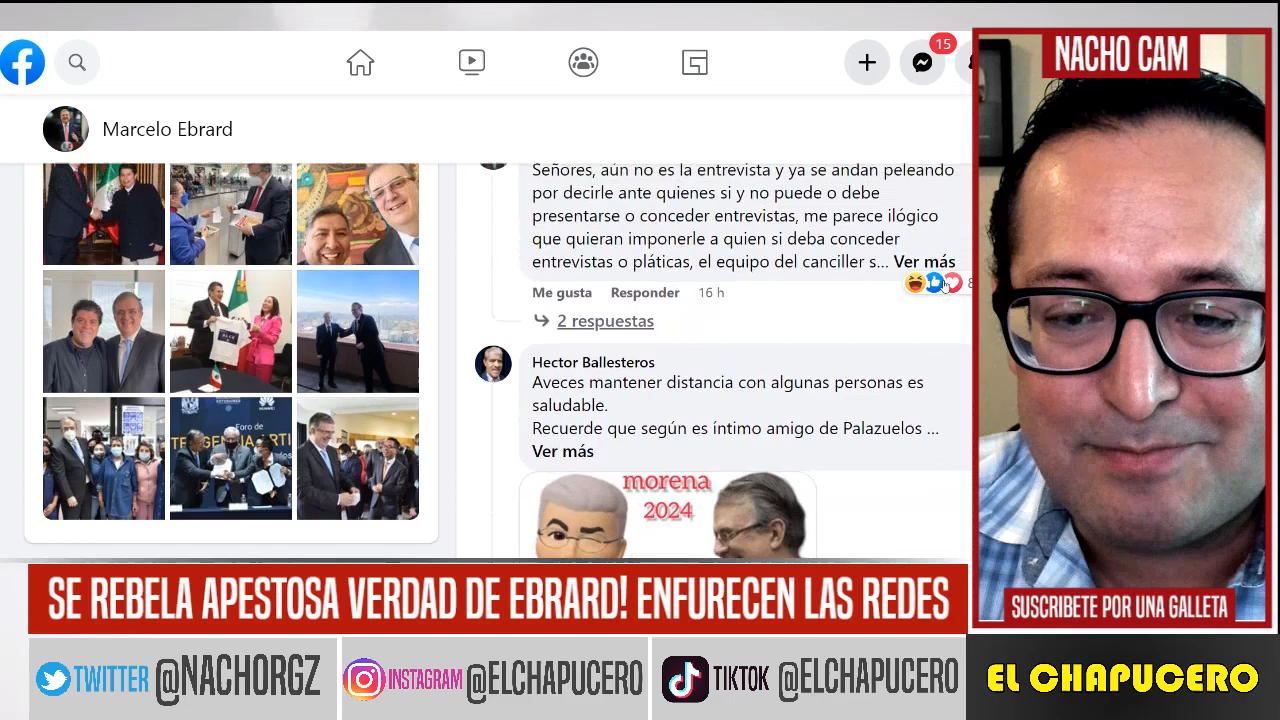 15
NACHO CAM
Marcelo Ebrard
Señores, aún no es la entrevista y ya se andan peleando
por decirle ante quienes si y no puede o debe
presentarse o conceder entrevistas, me parece ilógico
que quieran imponerle a quien si deba conceder
entrevistas o pláticas, el equipo del canciller s... Ver más
Me gusta Responder 16 h
2 respuestas
Hector Ballesteros
Aveces mantener distancia con algunas personas es
saludable.
Recuerde que según es íntimo amigo de Palazuelos ...
Ver más
morena
2024
Foro de
HUAWEI
SE REBELA APESTOSA VERDAD DE EBRARD! ENFURECEN LAS REDES
SUSCRIBETE POR UNA GALLETA
TWITTER @NACHORGZ
INSTAGRAM @ELCHAPUCERO
TIKTOK @ELCHAPUCERO
EL CHAPUCERO